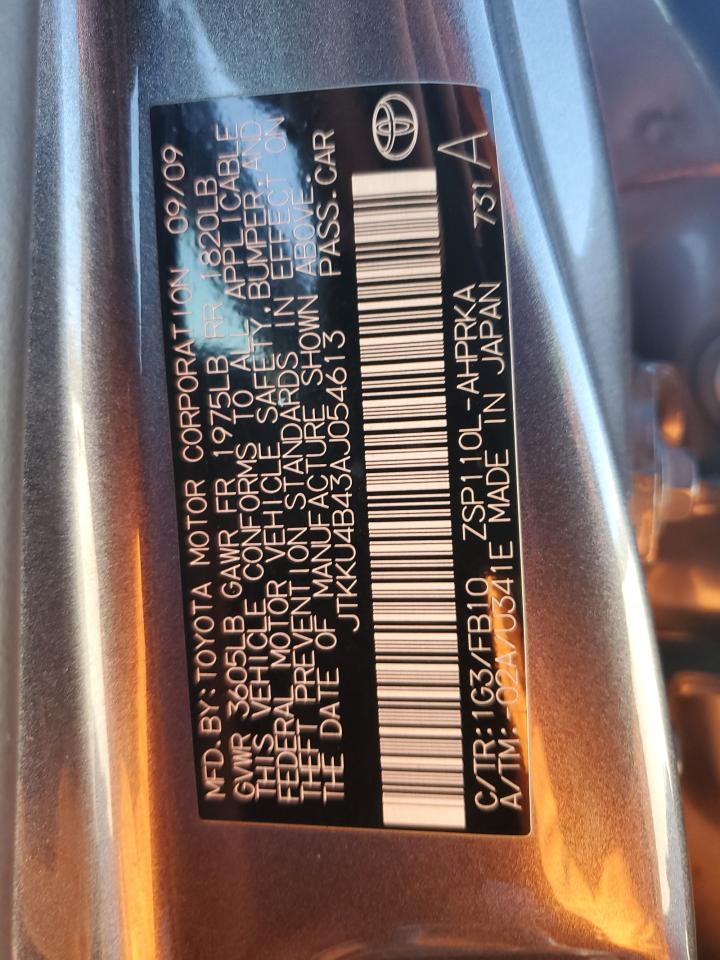 MFD.BY:TOYOTA MOTOR CORPORATION 09/09
GVWR 3605LB GAWR FR 1975LB RR 1820LB
THIS VEHICLE CONFORMS TO ALL APPLICABLE
FEDERAL MOTOR VEHICLE SAFETY,BUMPER,AND
THEFT PREVENTION STANDARDS IN EFFECT ON
THE DATE OF MANUFACTURE SHOWN ABOVE.
JTKKU4B43AJ054613 PASS.CAR
C/TR:1G3/FB10 ZSP110L-AHPRKA 731 A
A/TM:-02A/U341E MADE IN JAPAN